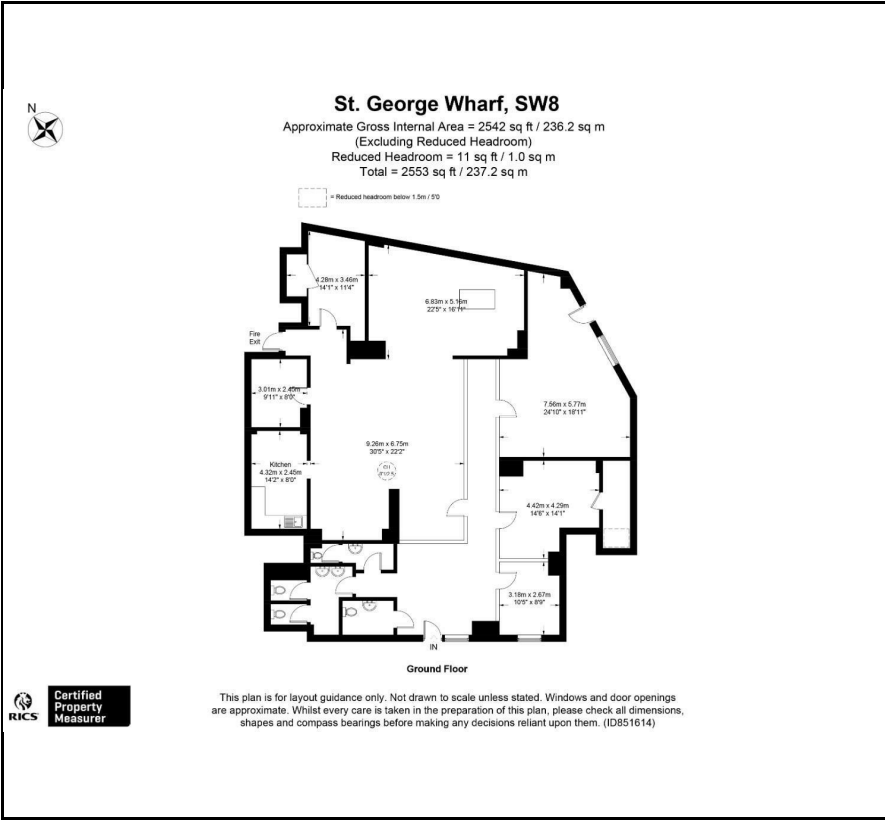 N
St. George Wharf, SW8
Approximate Gross Internal Area = 2542 sq ft / 236.2 sq m
(Excluding Reduced Headroom)
Reduced Headroom = 11 sq ft / 1.0 sq m
Total = 2553 sq ft / 237.2 sq m
= Reduced headroom below 1.5m / 5'0
4.28m x 3.46m
14'1" x 11'4"
6.83m x 5.16m
22'5" x 16'11"
Fire
Exit
3.01m x 2.45m
9'11" x 8'0"
7.56m x 5.77m
24'10" x 18'11"
9.26m x 6.75m
30'5" x 22'2"
Kitchen
4.32m x 2.45m
14'2" x 8'0"
4.42m x 4.29m
14'6" x 14'1"
3.18m x 2.67m
10'5" x 8'9"
IN
Ground Floor
RICS
Certified
Property
Measurer
This plan is for layout guidance only. Not drawn to scale unless stated. Windows and door openings
are approximate. Whilst every care is taken in the preparation of this plan, please check all dimensions,
shapes and compass bearings before making any decisions reliant upon them. (ID851614)